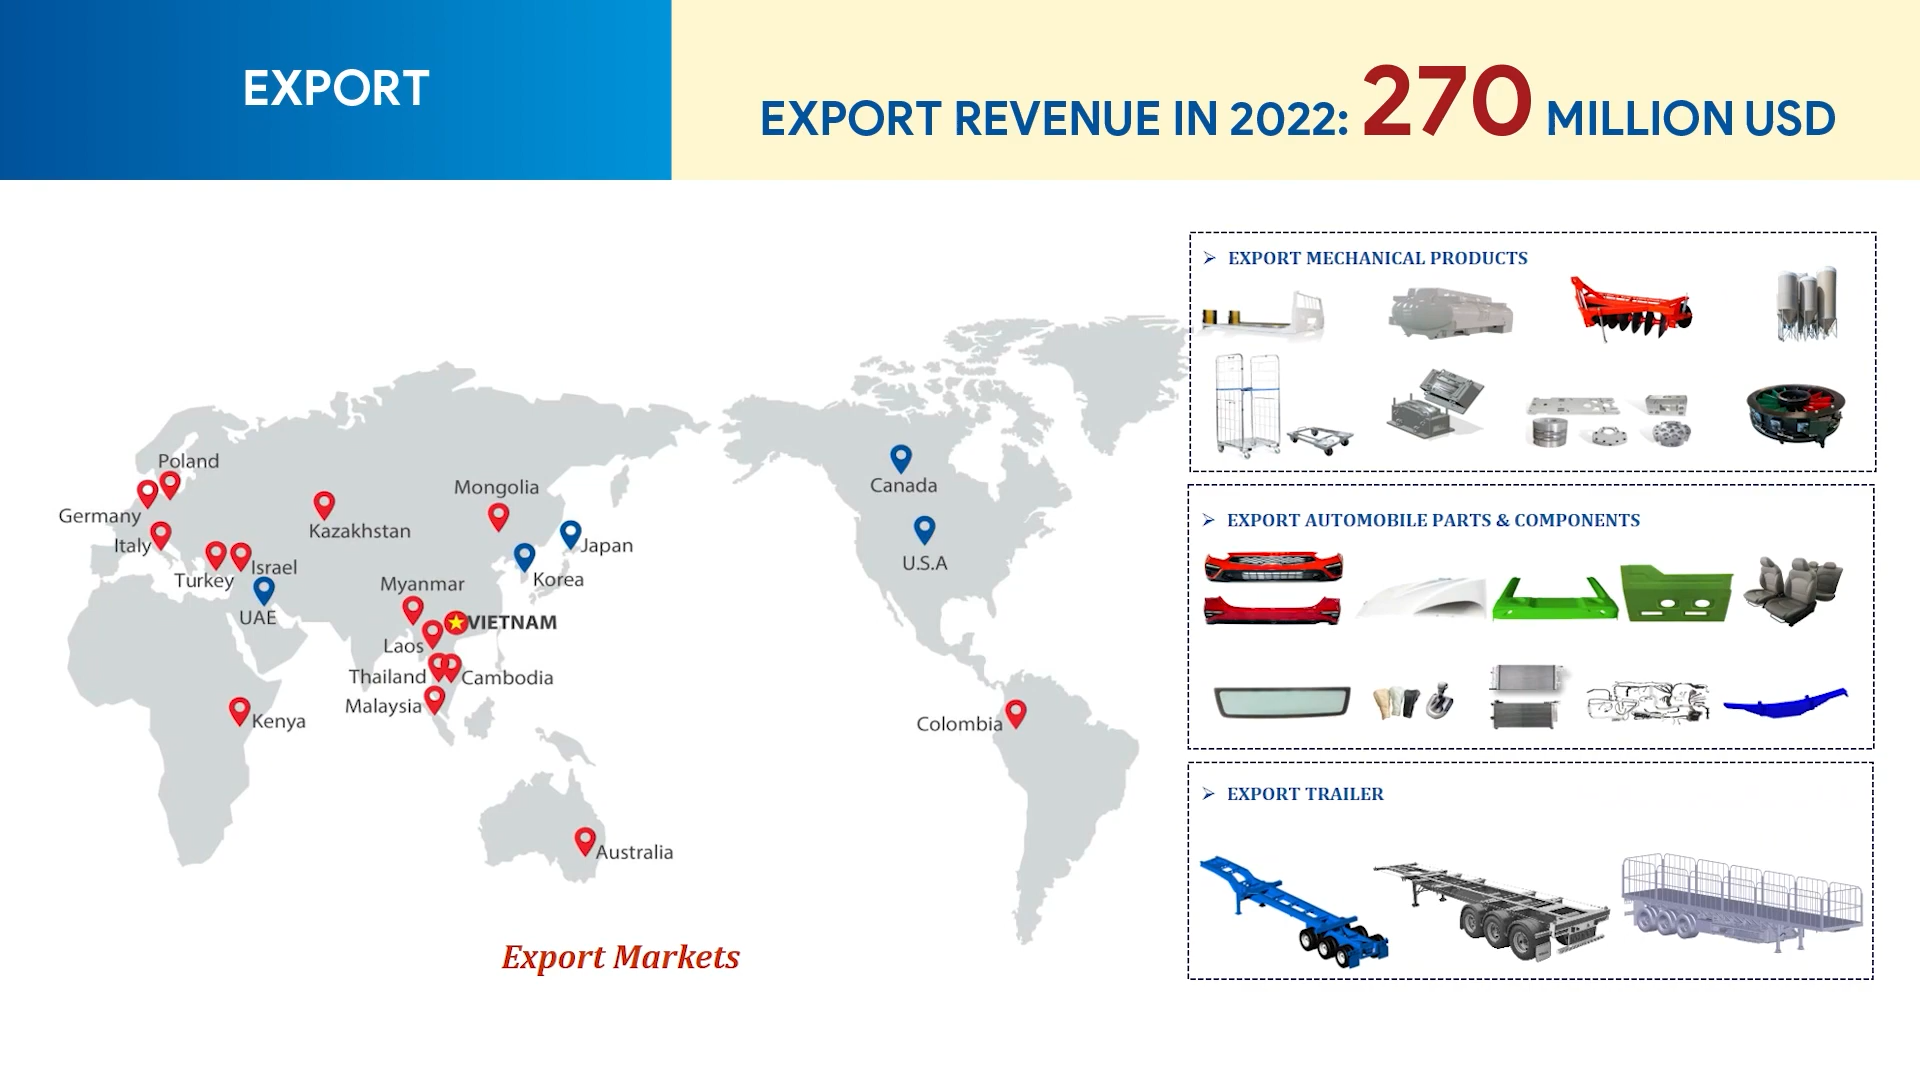 EXPORT
EXPORT REVENUE IN 2022: 270 MILLION USD
Poland
Germany
Italy
Turkey
Israel
UAE
Kazakhstan
Mongolia
Japan
Korea
Myanmar
VIETNAM
Laos
Thailand
Cambodia
Malaysia
Kenya
Australia
Canada
U.S.A
Colombia
Export Markets
➢ EXPORT MECHANICAL PRODUCTS
➢ EXPORT AUTOMOBILE PARTS & COMPONENTS
➢ EXPORT TRAILER